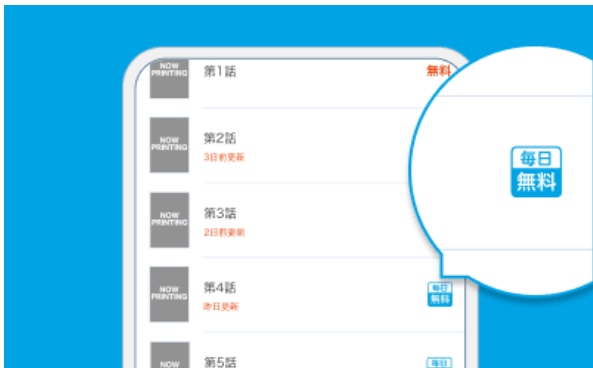 NOW
PRINTING
第1話
無料
NOW
PRINTING
第2話
3日前更新
毎日
無料
NOW
PRINTING
第3話
2日前更新
NOW
PRINTING
第4話
昨日更新
毎日
無料
NOW
第5話
毎日